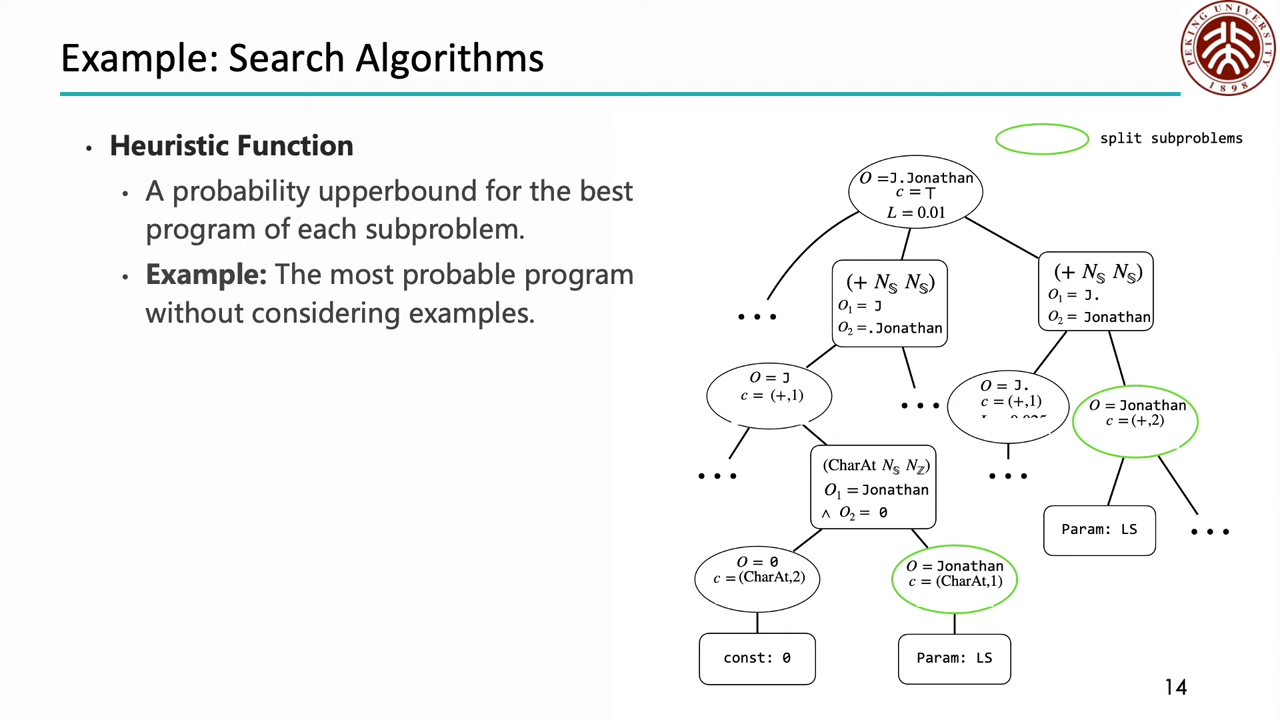 Example: Search Algorithms
PEKING UNIVERSITY
1898
• Heuristic Function
• A probability upperbound for the best
program of each subproblem.
• Example: The most probable program
without considering examples.
split subproblems
O =J.Jonathan
c = ⊤
L = 0.01
(+ N𝕊 N𝕊)
O₁ = J
O₂ =.Jonathan
(+ N𝕊 N𝕊)
O₁ = J.
O₂ = Jonathan
...
O = J
c = (+,1)
...
O = J.
c = (+,1)
O = Jonathan
c = (+,2)
...
(CharAt N𝕊 Nℤ)
O₁ = Jonathan
∧ O₂ = 0
...
Param: LS
...
O = 0
c = (CharAt,2)
O = Jonathan
c = (CharAt,1)
const: 0
Param: LS
14